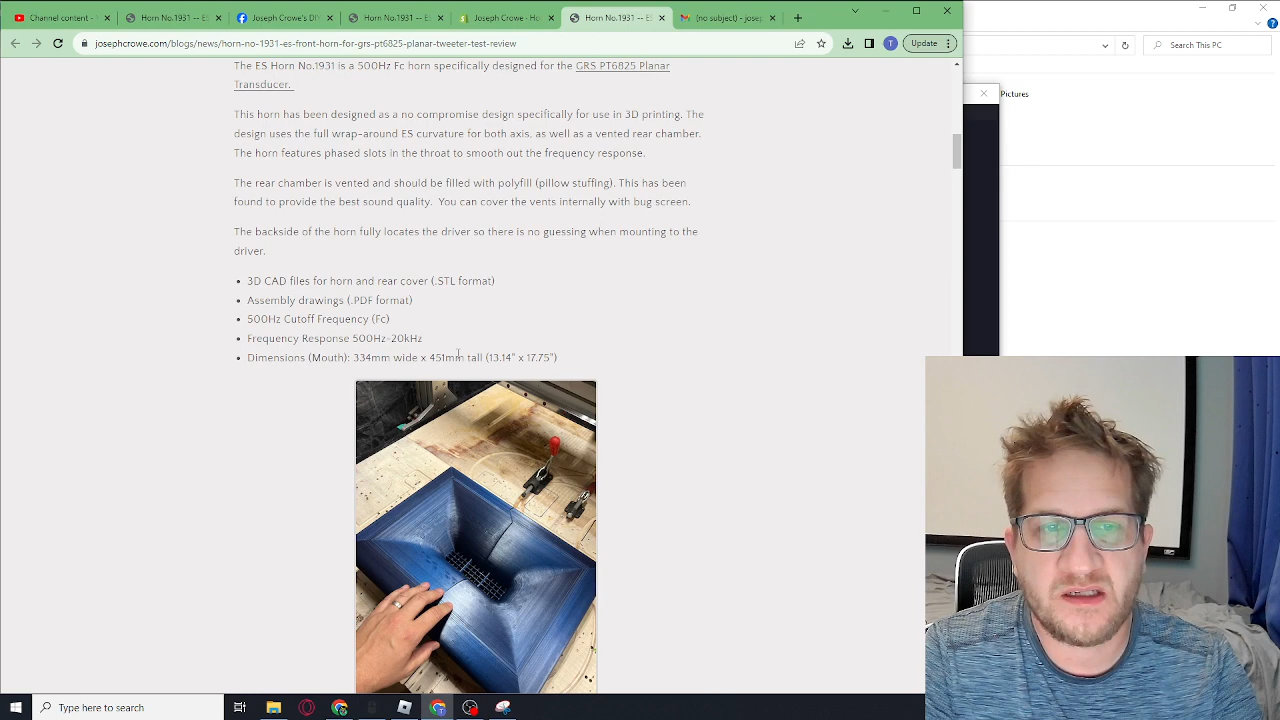 Channel content -
Horn No.1931 -- ES
Joseph Crowe's DIY
Horn No.1931 -- ES
Joseph Crowe - Ho
Horn No.1931 -- ES
(no subject) - josep
josephcrowe.com/blogs/news/horn-no-1931-es-front-horn-for-grs-pt6825-planar-tweeter-test-review
T
Update
Search This PC
Pictures
The ES Horn No.1931 is a 500Hz Fc horn specifically designed for the GRS PT6825 Planar
Transducer.
This horn has been designed as a no compromise design specifically for use in 3D printing. The
design has the full wrap-around ES curvature for both axis, as well as a vented rear chamber.
The horn features phased slots in the throat to smooth out the frequency response.
The rear chamber is vented and should be filled with polyfill (pillow stuffing). This has been
found to provide the best sound quality. You can cover the vents internally with bug screen.
The backside of the horn fully locates the driver so there is no guessing when mounting to the
driver.
• 3D CAD files for horn and rear cover (.STL format)
• Assembly drawings (.PDF format)
• 500Hz Cutoff Frequency (Fc)
• Frequency Response 500Hz-20kHz
• Dimension (Mouth): 334mm wide x 451mm tall (13.14" x 17.75")
Type here to search